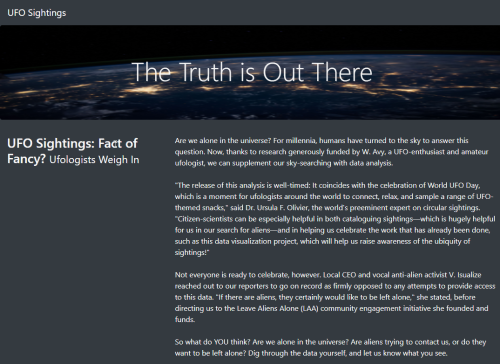 UFO Sightings
The Truth is Out There
UFO Sightings: Fact of
Fancy? Ufologists Weigh In
Are we alone in the universe? For millennia, humans have turned to the sky to answer this
question. Now, thanks to research generously funded by W. Avy, a UFO-enthusiast and amateur
ufologist, we can supplement our sky-searching with data analysis.
"The release of this analysis is well-timed: It coincides with the celebration of World UFO Day,
which is a moment for ufologists around the world to connect, relax, and sample a range of UFO-
themed snacks," said Dr. Ursula F. Olivier, the world's preeminent expert on circular sightings.
"Citizen-scientists can be especially helpful in both cataloguing sightings—which is hugely helpful
for us in our search for aliens—and in helping us celebrate the work that has already been done,
such as this data visualization project, which will help us raise awareness of the ubiquity of
sightings!"
Not everyone is ready to celebrate, however. Local CEO and vocal anti-alien activist V. Isualize
reached out to our reporters to go on record as firmly opposed to any attempts to provide access
to this data. "If there are aliens, they certainly would like to be left alone," she stated, before
directing us to the Leave Aliens Alone (LAA) community engagement initiative she founded and
funds.
So what do YOU think? Are we alone in the universe? Are aliens trying to contact us, or do they
want to be left alone? Dig through the data yourself, and let us know what you see.